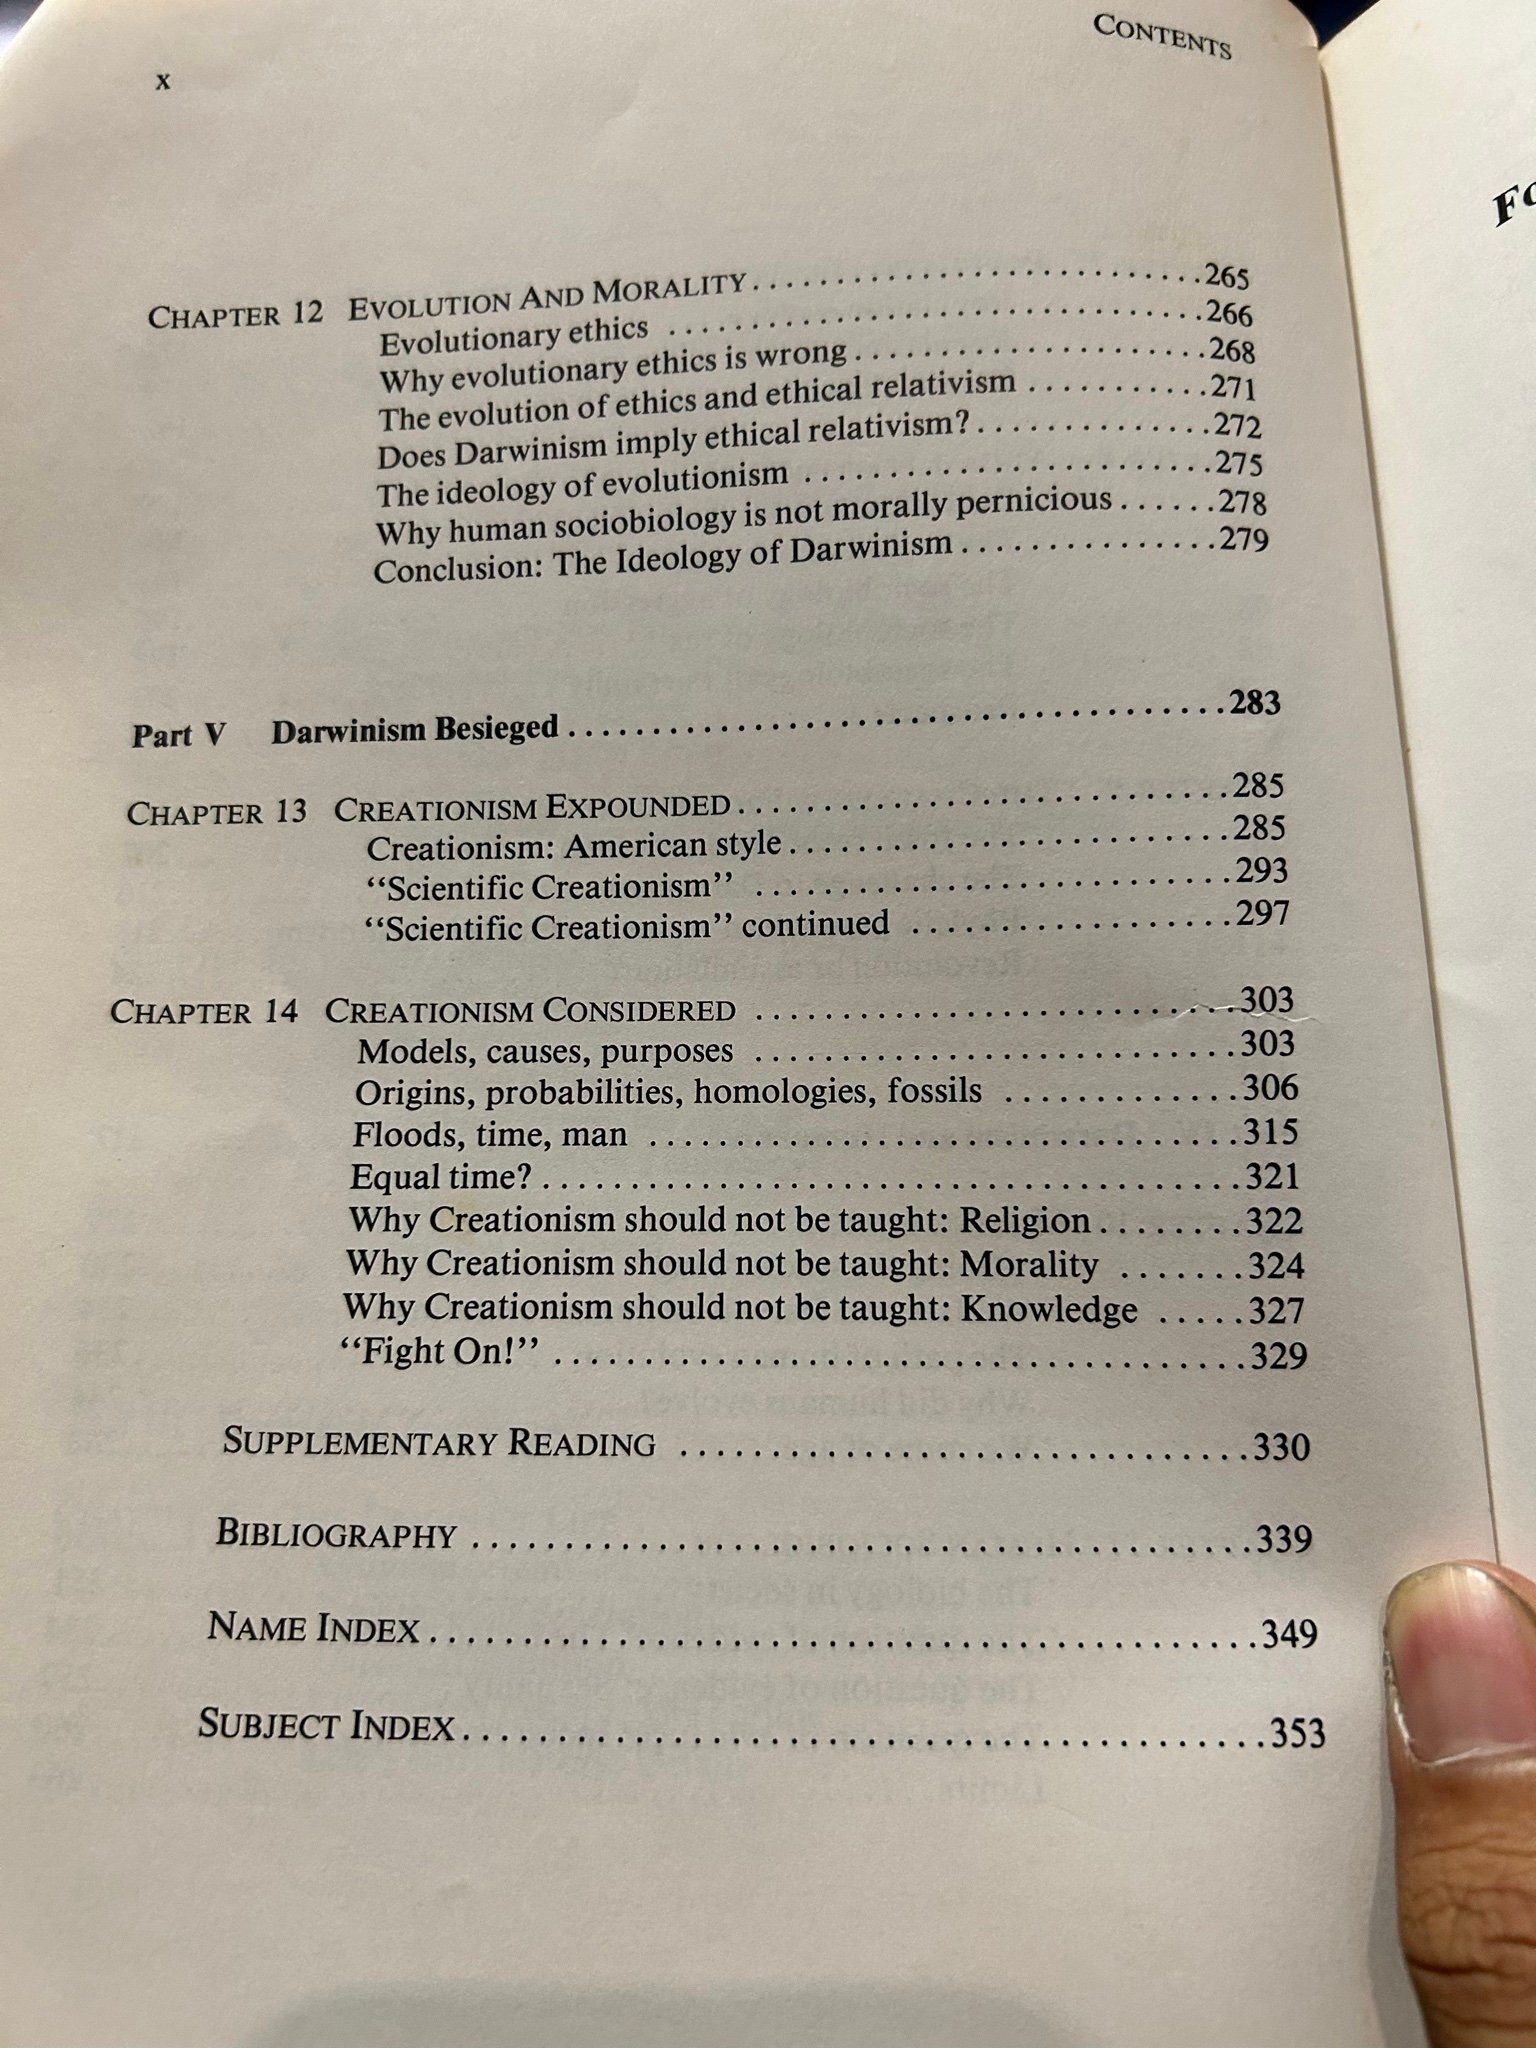 x
CONTENTS
CHAPTER 12 EVOLUTION AND MORALITY............................265
Evolutionary ethics ..................................266
Why evolutionary ethics is wrong......................268
The evolution of ethics and ethical relativism ...........271
Does Darwinism imply ethical relativism?...............272
The ideology of evolutionism .........................275
Why human sociobiology is not morally pernicious......278
Conclusion: The Ideology of Darwinism................279
Part V Darwinism Besieged.....................................283
CHAPTER 13 CREATIONISM EXPOUNDED.............................285
Creationism: American style...........................285
“Scientific Creationism” .............................293
“Scientific Creationism” continued ...................297
CHAPTER 14 CREATIONISM CONSIDERED ............................303
Models, causes, purposes ............................303
Origins, probabilities, homologies, fossils .............306
Floods, time, man ..................................315
Equal time?........................................321
Why Creationism should not be taught: Religion........322
Why Creationism should not be taught: Morality .......324
Why Creationism should not be taught: Knowledge .....327
“Fight On!” ........................................329
SUPPLEMENTARY READING ................................330
BIBLIOGRAPHY ..........................................339
NAME INDEX............................................349
SUBJECT INDEX..........................................353